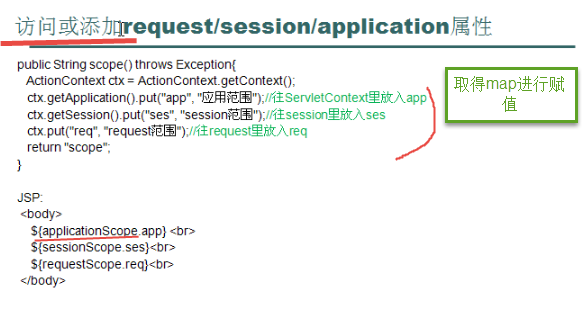 访问或添加request/session/application属性
public String scope() throws Exception{
ActionContext ctx = ActionContext.getContext();
ctx.getApplication().put("app", "应用范围");//往ServletContext里放入app
ctx.getSession().put("ses", "session范围");//往session里放入ses
ctx.put("req", "request范围");//往request里放入req
return "scope";
}
JSP:
<body>
${applicationScope.app} <br>
${sessionScope.ses}<br>
${requestScope.req}<br>
</body>
取得map进行赋
值